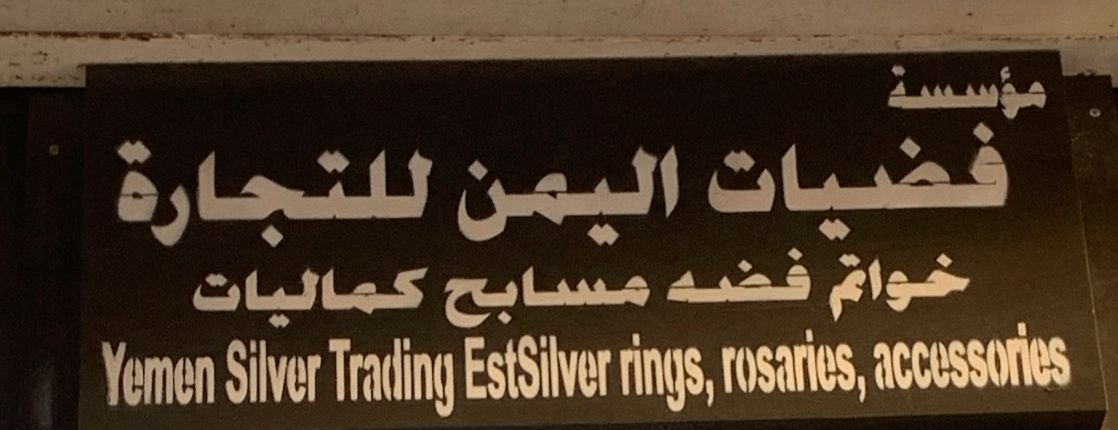 مؤسسة
فضيات اليمن للتجارة
خواتم فضه مسابح كماليات
Yemen Silver Trading EstSilver rings, rosaries, accessories